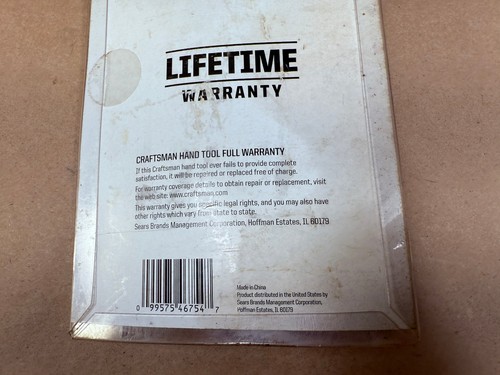 LIFETIME
WARRANTY
CRAFTSMAN HAND TOOL FULL WARRANTY
If this Craftsman hand tool ever fails to provide complete
satisfaction, it will be repaired or replaced free of charge.
For warranty coverage details to obtain repair or replacement, visit
the web site: www.craftsman.com
This warranty gives you specific legal rights, and you may also have
other rights which vary from state to state.
Sears Brands Management Corporation, Hoffman Estates, IL 60179
Made in China
Product distributed in the United States by
Sears Brands Management Corporation,
Hoffman Estates, IL 60179
0 99575 46754 7